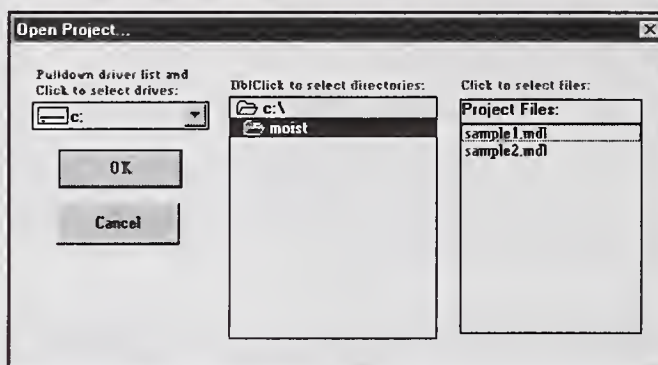 Open Project...
Pulldown driver list and
Click to select drives:
c:
OK
Cancel
DblClick to select directories:
c:\
moist
Click to select files:
Project Files:
sample1.mdl
sample2.mdl